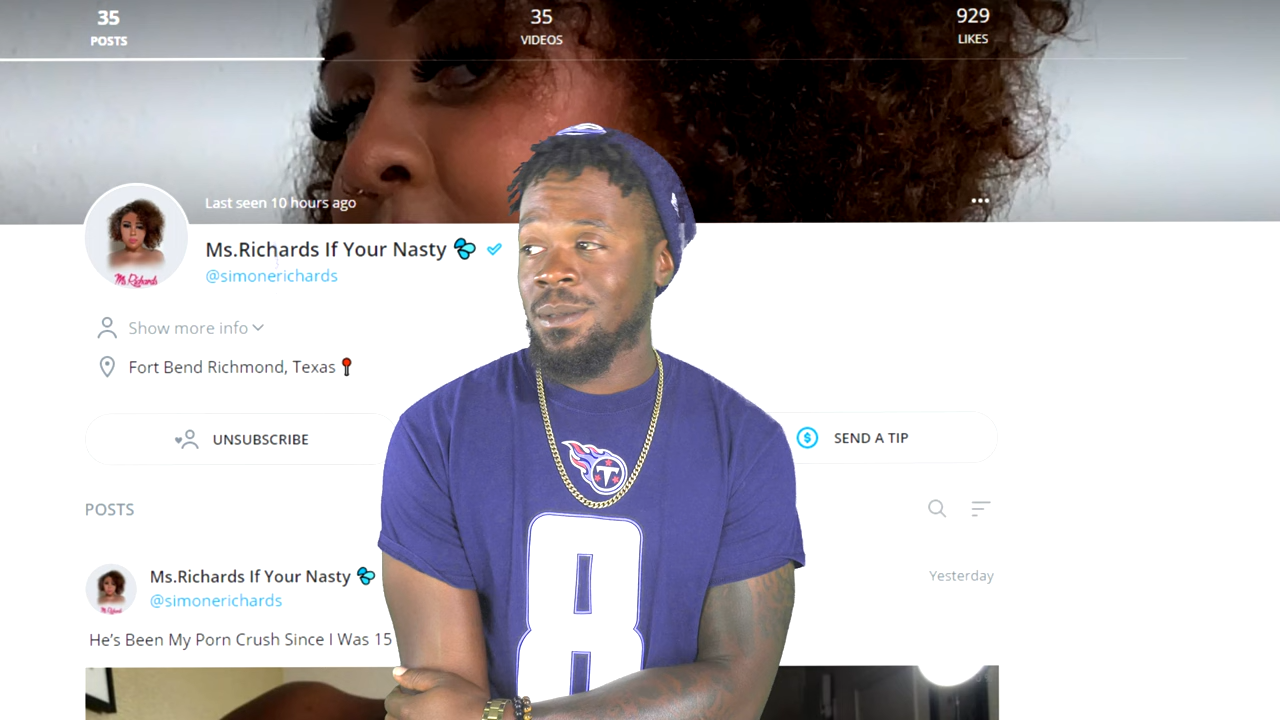 35
POSTS
35
VIDEOS
929
LIKES
Last seen 10 hours ago
Ms.Richards If Your Nasty
@simonerichards
Ms Richards
Show more info
Fort Bend Richmond, Texas
UNSUBSCRIBE
SEND A TIP
POSTS
Ms.Richards If Your Nasty
@simonerichards
Yesterday
He's Been My Porn Crush Since I Was 15
T
8